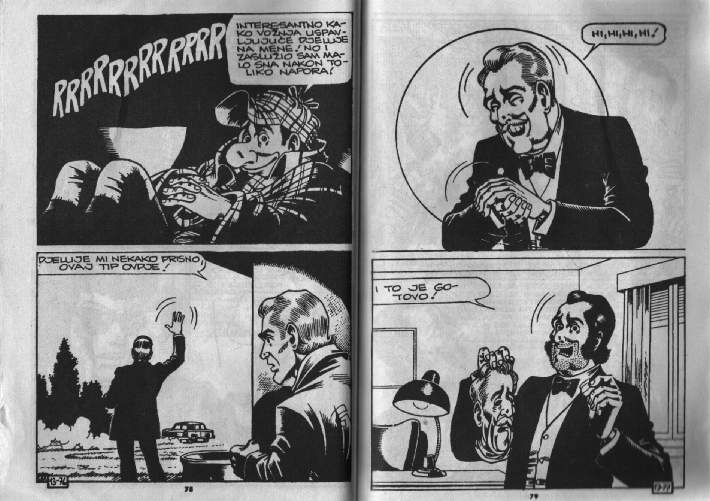 INTERESANTNO KA-
KO VOŽNJA USPAV-
LJUJUĆE DJELUJE
NA MENE! NO I
ZASLUŽIO SAM MA-
LO SNA NAKON TO-
LIKO NAPORA!
RRRRRRRRRRRRR
DJELUJE MI NEKAKO PRISNO
OVAJ TIP OVDJE!
78
HI, HI, HI, HI!
I TO JE GO-
TOVO!
79